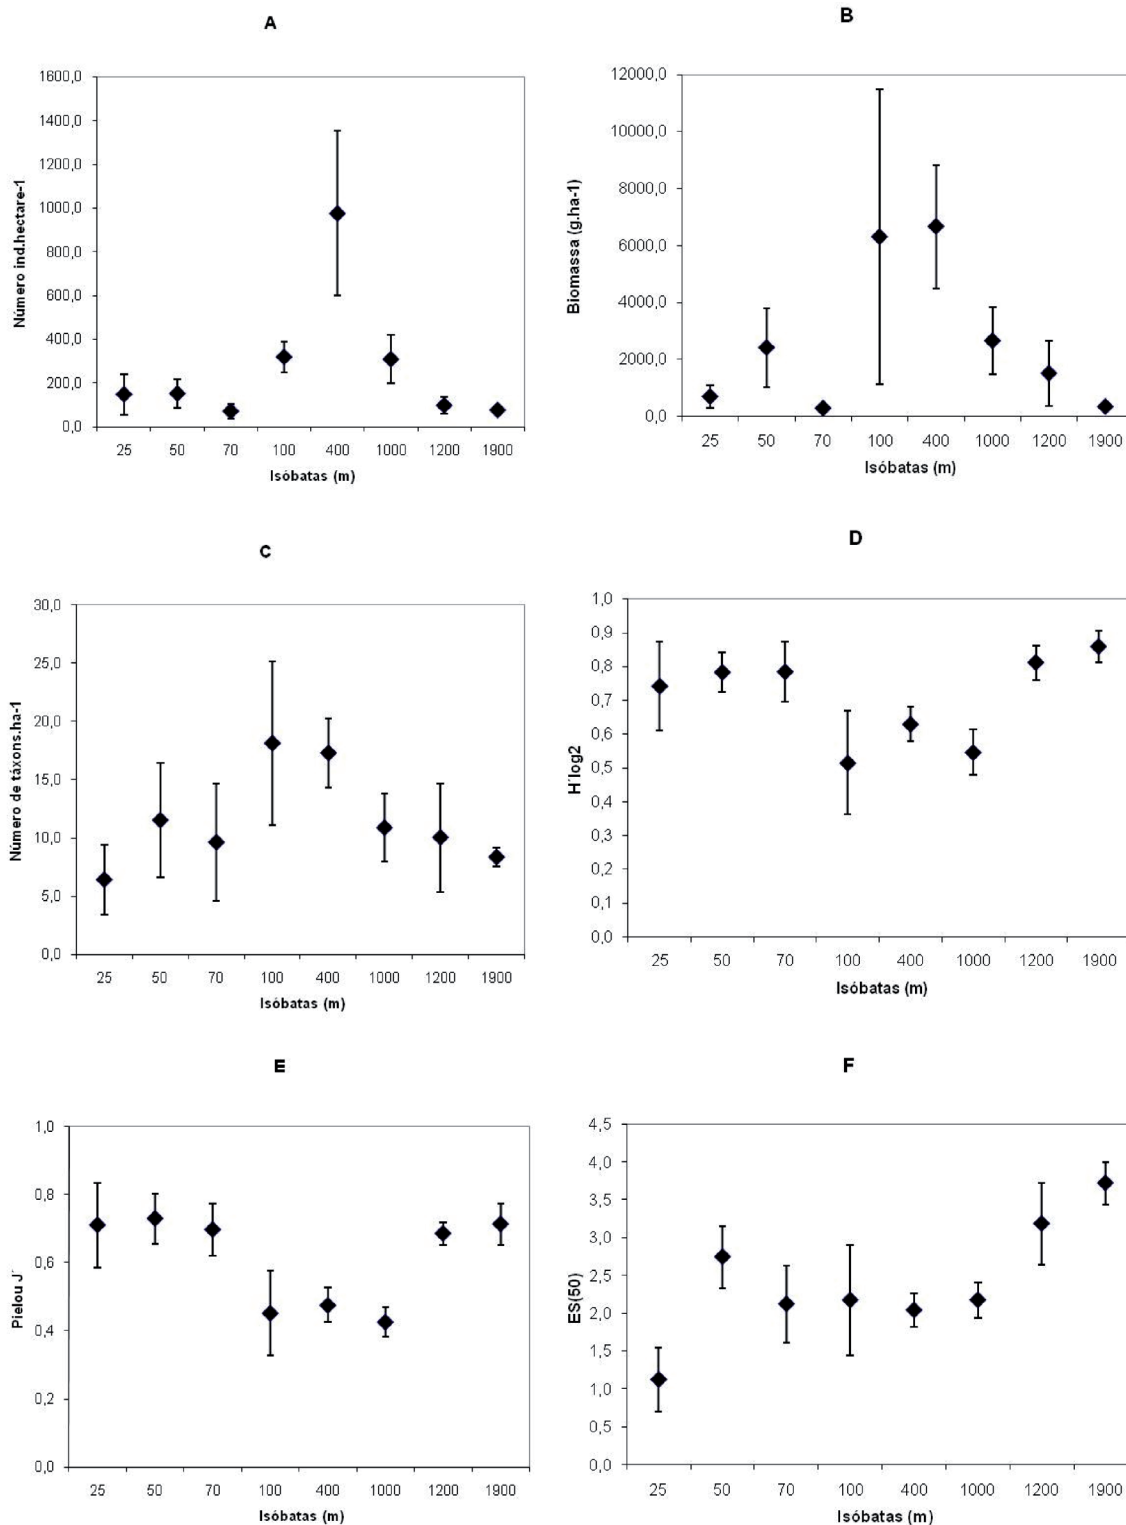 A
1600,0
1400,0
1200,0
1000,0
800,0
600,0
400,0
200,0
0,0
Número ind.hectare-1
25 50 70 100 400 1000 1200 1900
Isóbatas (m)
B
12000,0
10000,0
8000,0
6000,0
4000,0
2000,0
0,0
Biomassa (g.ha-1)
25 50 70 100 400 1000 1200 1900
Isóbatas (m)
C
30,0
25,0
20,0
15,0
10,0
5,0
0,0
Número de táxons.ha-1
25 50 70 100 400 1000 1200 1900
Isóbatas (m)
D
1,0
0,9
0,8
0,7
0,6
0,5
0,4
0,3
0,2
0,1
0,0
H´log2
25 50 70 100 400 1000 1200 1900
Isóbatas (m)
E
1,0
0,8
0,6
0,4
0,2
0,0
Pielou J´
25 50 70 100 400 1000 1200 1900
Isóbatas (m)
F
4,5
4,0
3,5
3,0
2,5
2,0
1,5
1,0
0,5
0,0
ES(50)
25 50 70 100 400 1000 1200 1900
Isóbatas (m)